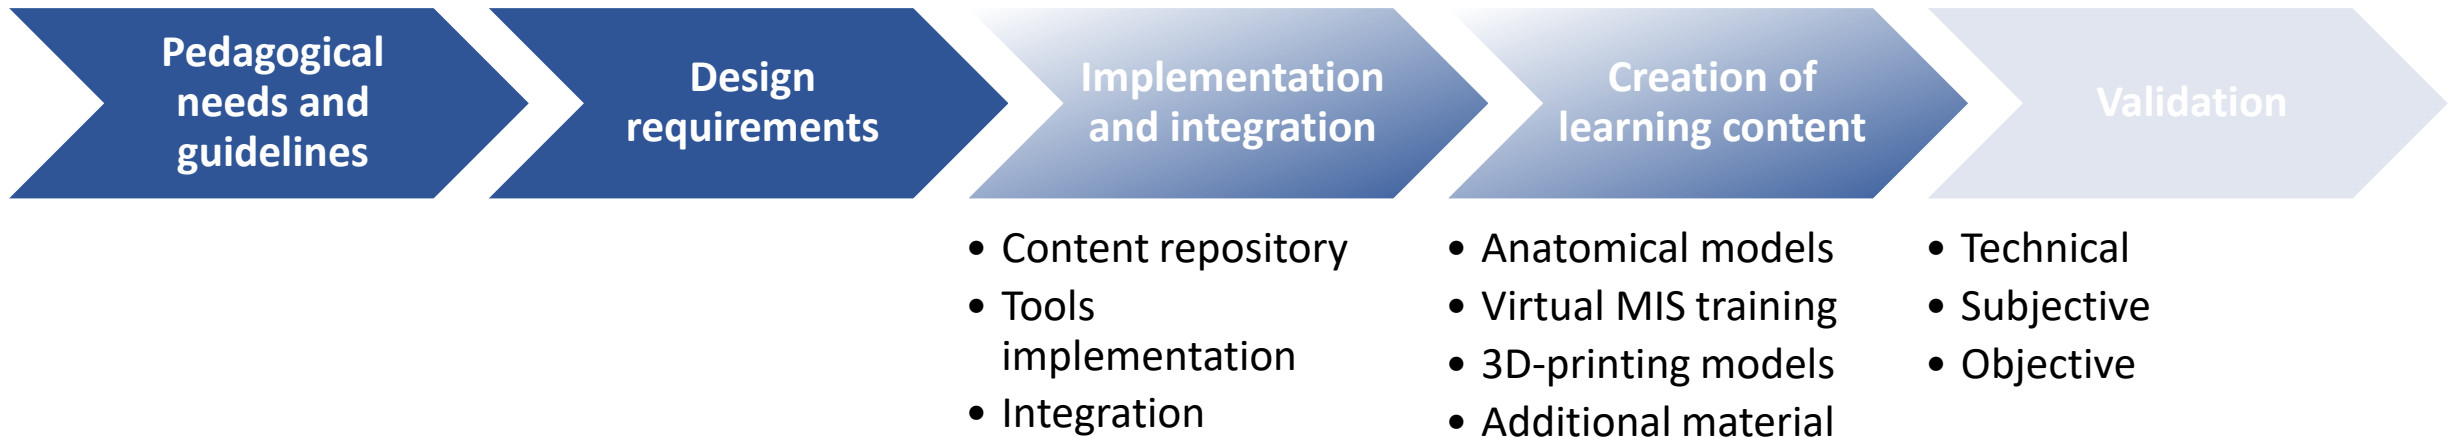 Pedagogical
needs and
guidelines
Design
requirements
Implementation
and integration
Creation of
learning content
Validation
• Content repository
• Tools
implementation
• Integration
• Anatomical models
• Virtual MIS training
• 3D-printing models
• Additional material
• Technical
• Subjective
• Objective